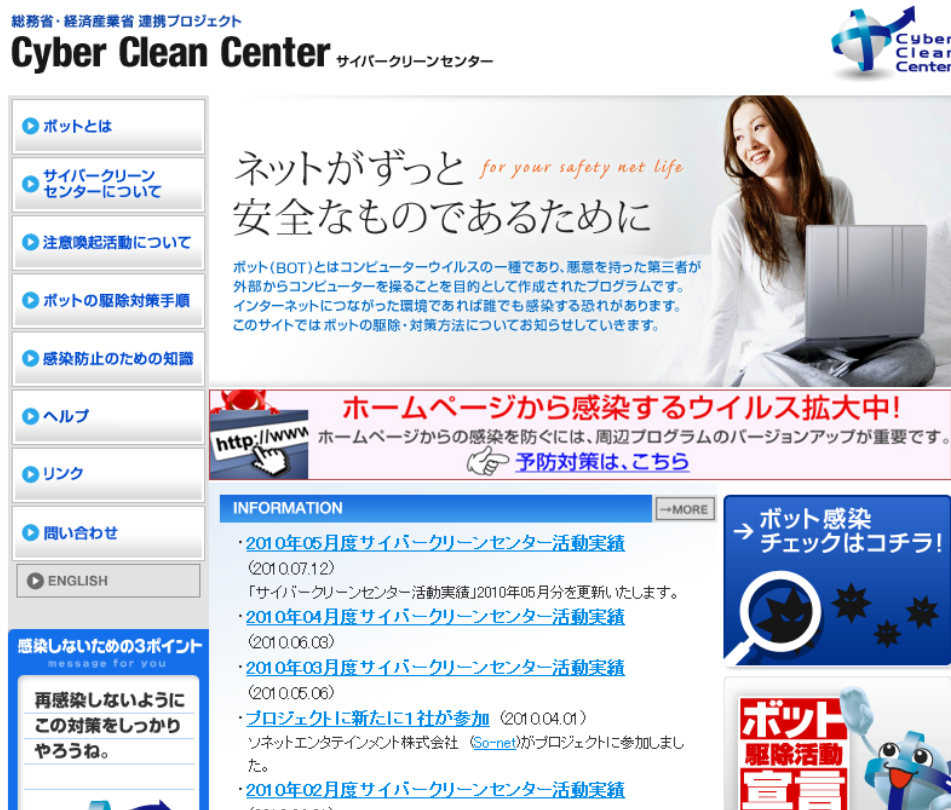 総務省・経済産業省 連携プロジェクト
Cyber Clean Center サイバークリーンセンター
Cyber
Clean
Center
ボットとは
サイバークリーン
センターについて
注意喚起活動について
ボットの駆除対策手順
感染防止のための知識
ヘルプ
リンク
問い合わせ
ENGLISH
ネットがずっと for your safety net life
安全なものであるために
ボット(BOT)とはコンピューターウイルスの一種であり、悪意を持った第三者が
外部からコンピューターを操ることを目的として作成されたプログラムです。
インターネットにつながった環境であれば誰でも感染する恐れがあります。
このサイトではボットの駆除・対策方法についてお知らせしていきます。
http://www
ホームページから感染するウイルス拡大中!
ホームページからの感染を防ぐには、周辺プログラムのバージョンアップが重要です。
予防対策は、こちら
INFORMATION
→MORE
・2010年05月度サイバークリーンセンター活動実績
(2010.07.12)
「サイバークリーンセンター活動実績」2010年05月分を更新いたします。
・2010年04月度サイバークリーンセンター活動実績
(2010.06.03)
・2010年03月度サイバークリーンセンター活動実績
(2010.05.06)
・プロジェクトに新たに1社が参加 (2010.04.01)
ソネットエンタテインメント株式会社 (So-net)がプロジェクトに参加しまし
た。
・2010年02月度サイバークリーンセンター活動実績
→ ボット感染
チェックはコチラ!
ボット
駆除活動
宣言
感染しないための3ポイント
message for you
再感染しないように
この対策をしっかり
やろうね。